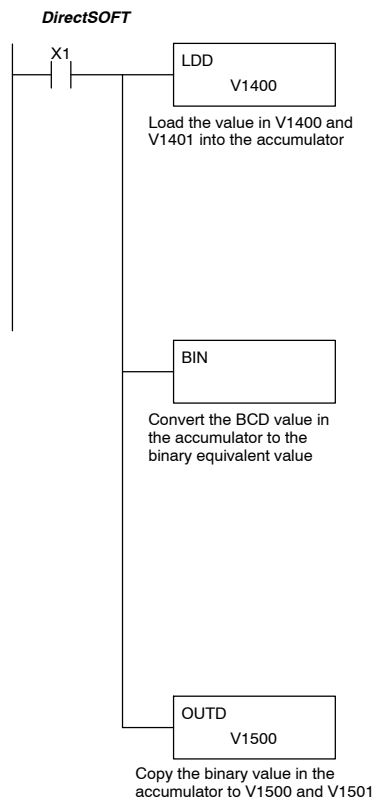 DirectSOFT
X1
LDD
V1400
Load the value in V1400 and
V1401 into the accumulator
BIN
Convert the BCD value in
the accumulator to the
binary equivalent value
OUTD
V1500
Copy the binary value in the
accumulator to V1500 and V1501